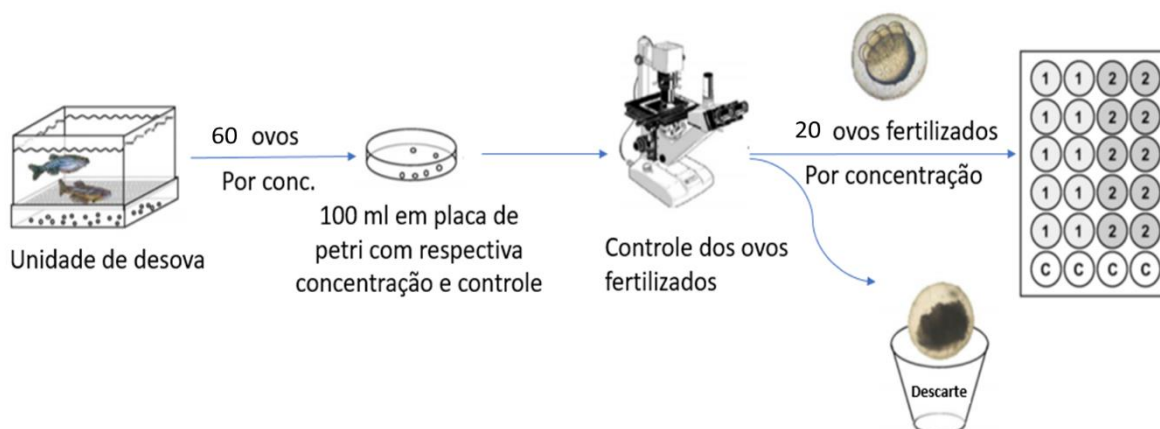 Unidade de desova
60 ovos
Por conc.
100 ml em placa de
petri com respectiva
concentração e controle
Controle dos ovos
fertilizados
20 ovos fertilizados
Por concentração
Descarte
1 1 2 2
1 1 2 2
1 1 2 2
1 1 2 2
1 1 2 2
C C C C